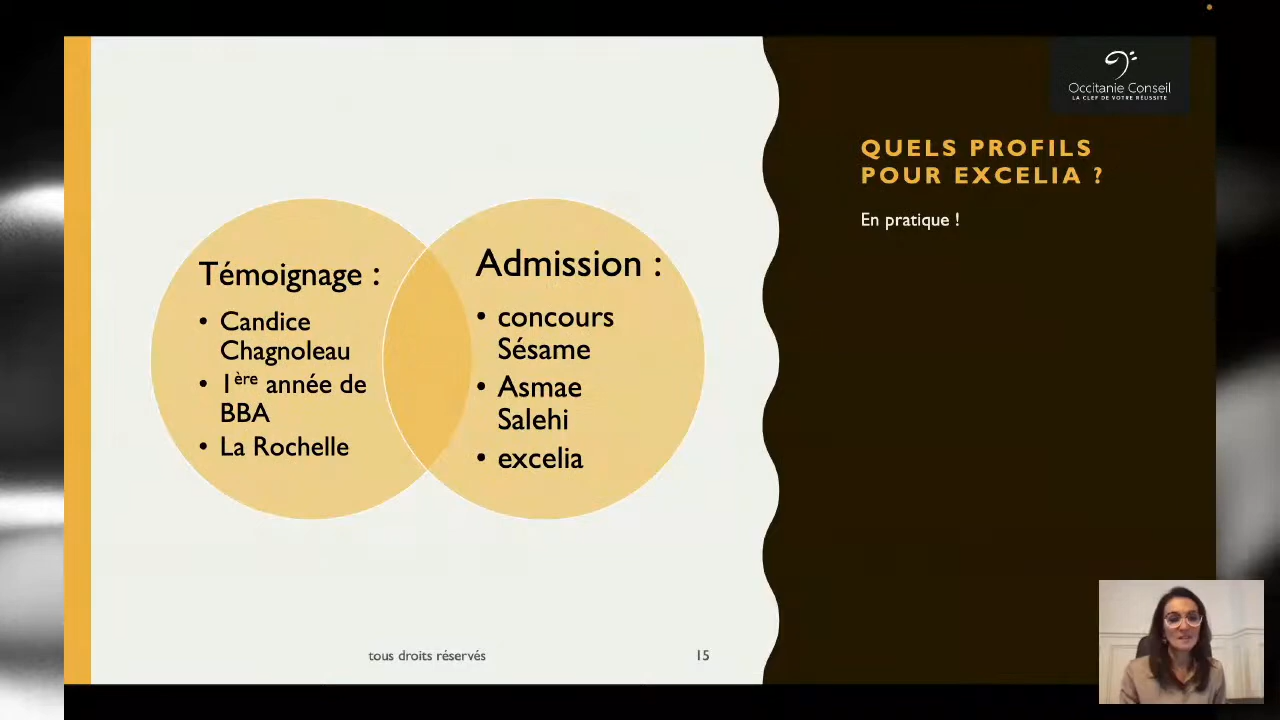 Occitanie Conseil
LA CLEF DE VOTRE RÉUSSITE
QUELS PROFILS
POUR EXCELIA ?
En pratique !
Témoignage :
• Candice
Chagnoleau
• 1ère année de
BBA
• La Rochelle
Admission :
• concours
Sésame
• Asmae
Salehi
• excelia
tous droits réservés
15